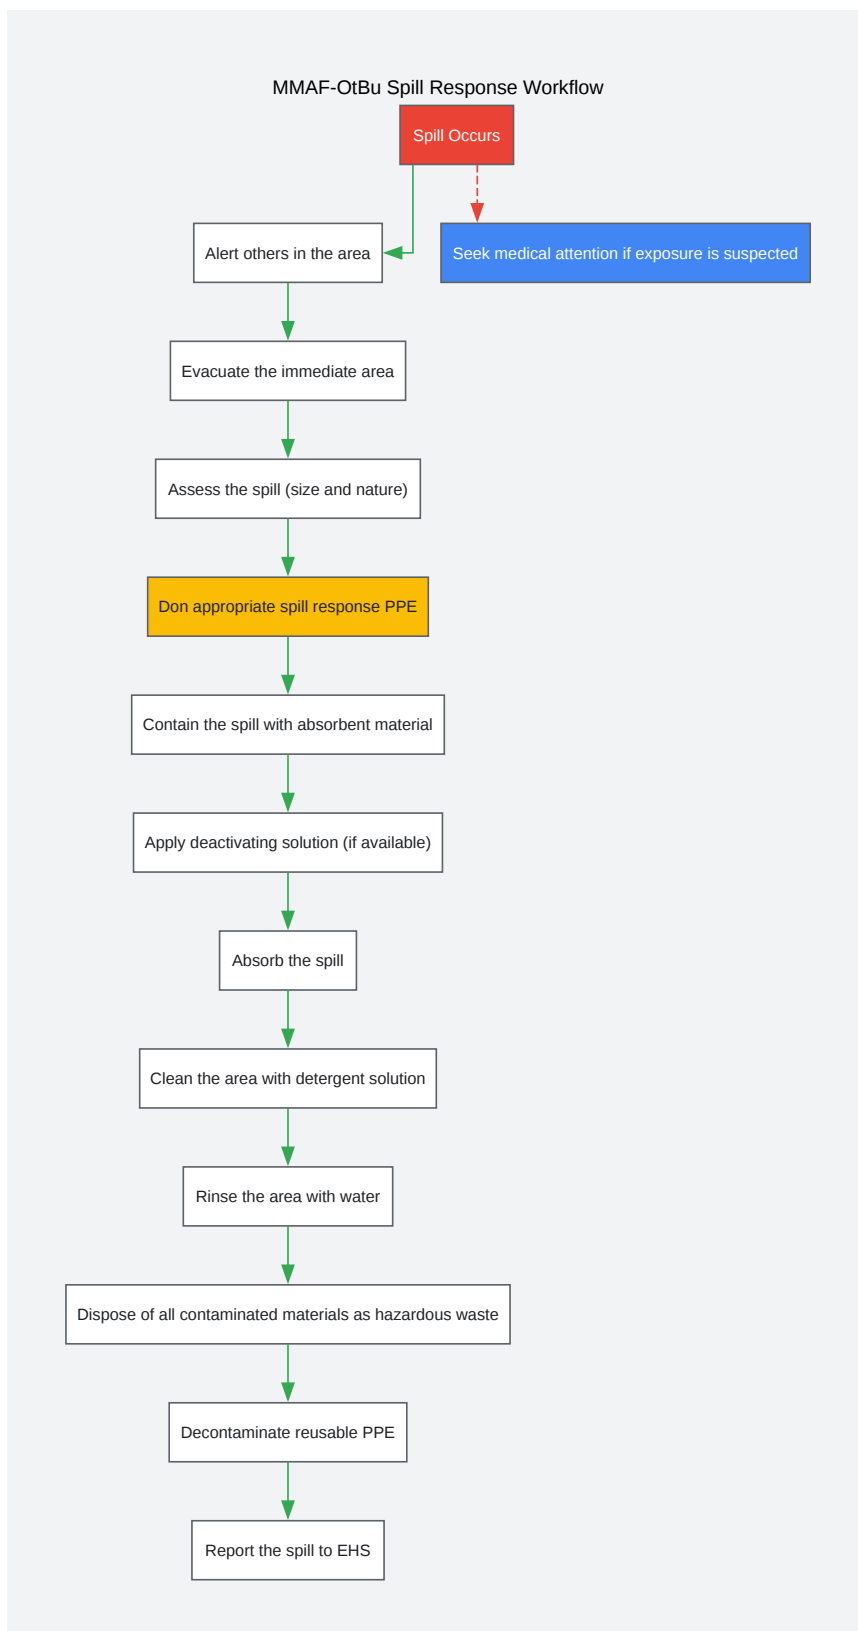 MMAF-OtBu Spill Response Workflow
Spill Occurs
Alert others in the area
Seek medical attention if exposure is suspected
Evacuate the immediate area
Assess the spill (size and nature)
Don appropriate spill response PPE
Contain the spill with absorbent material
Apply deactivating solution (if available)
Absorb the spill
Clean the area with detergent solution
Rinse the area with water
Dispose of all contaminated materials as hazardous waste
Decontaminate reusable PPE
Report the spill to EHS